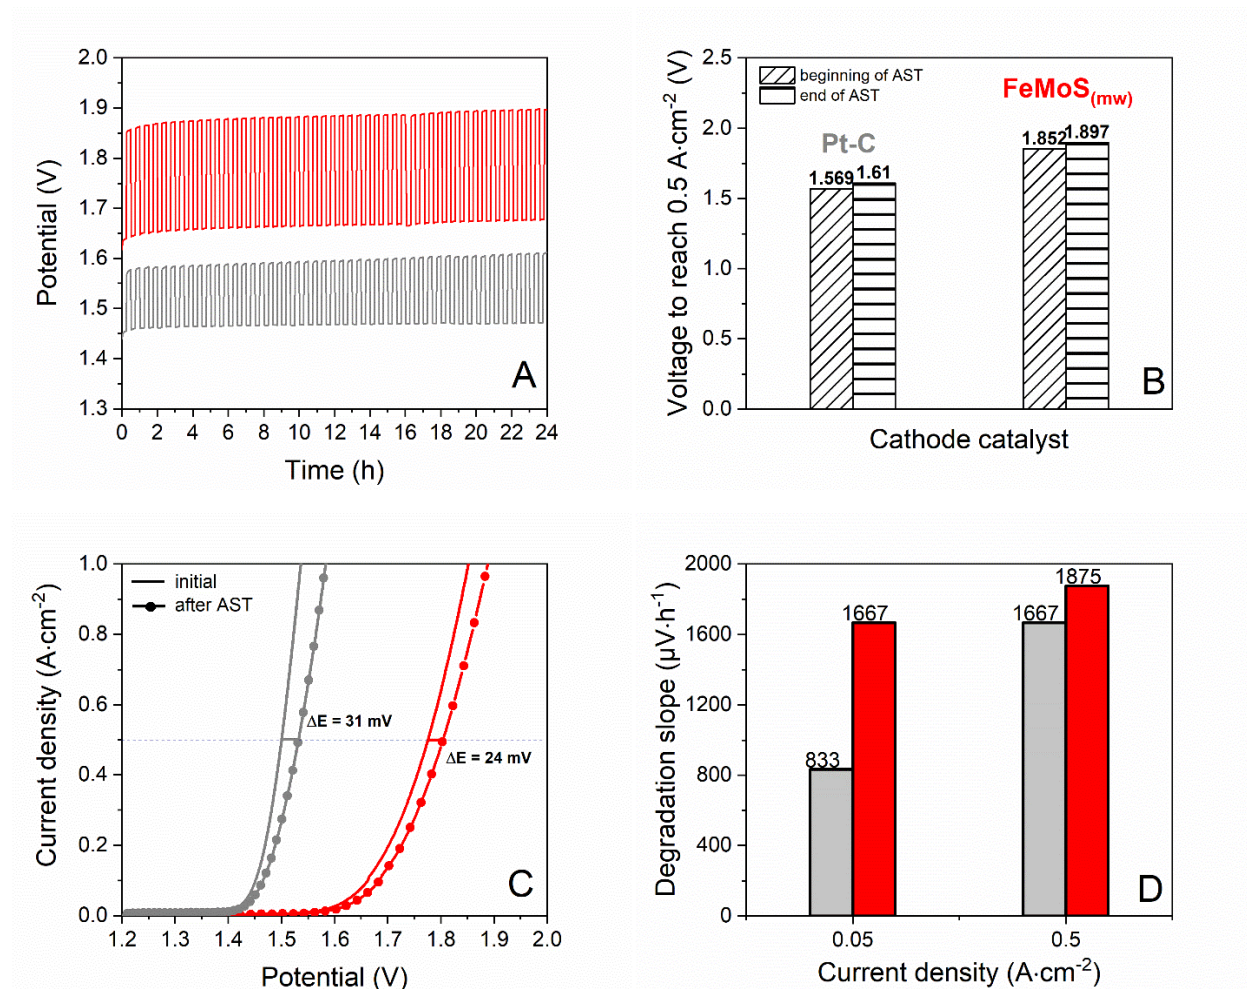 2.0
1.9
1.8
1.7
1.6
1.5
1.4
1.3
Potential (V)
0 2 4 6 8 10 12 14 16 18 20 22 24
Time (h)
A
2.5
2.0
1.5
1.0
0.5
0.0
Voltage to reach 0.5 A·cm-2 (V)
beginning of AST
end of AST
Pt-C
FeMoS(mw)
1.569 1.61
1.852 1.897
Cathode catalyst
B
1.0
0.8
0.6
0.4
0.2
0.0
Current density (A·cm-2)
initial
after AST
ΔE = 31 mV
ΔE = 24 mV
1.2 1.3 1.4 1.5 1.6 1.7 1.8 1.9 2.0
Potential (V)
C
2000
1600
1200
800
400
0
Degradation slope (µV·h-1)
833
1667
1667
1875
0.05 0.5
Current density (A·cm-2)
D